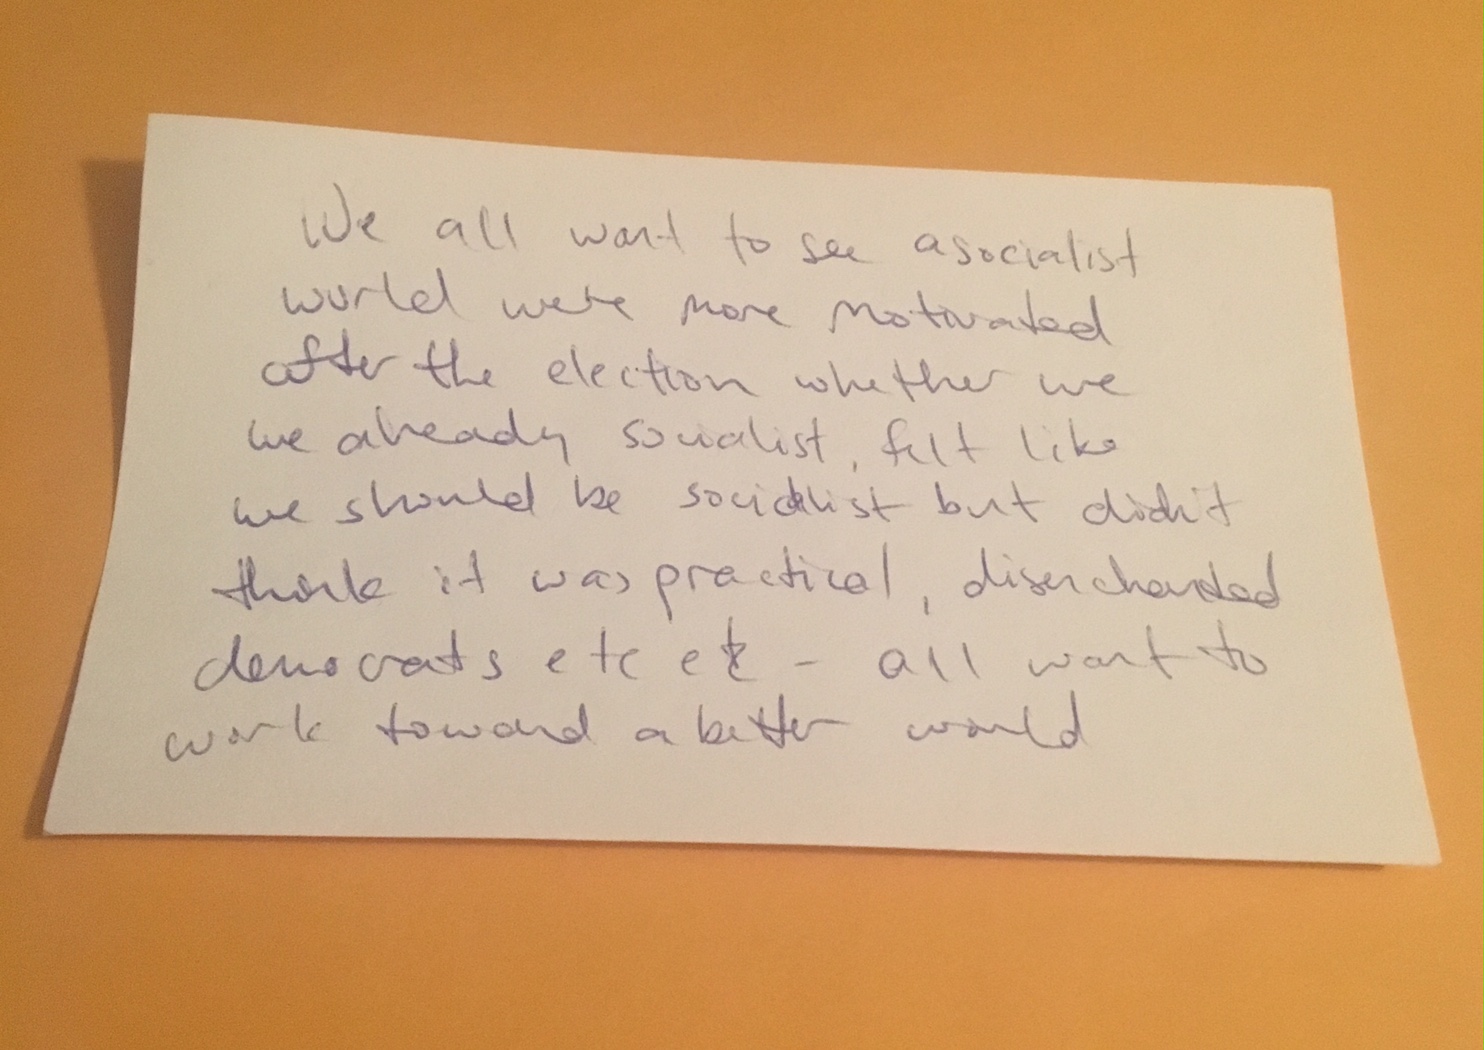 We all want to see a socialist
world we're more motivated
after the election whether we
we already socialist, felt like
we should be socialist but didn't
think it was practical, disenchanted
democrats etc etc - all want to
work toward a better world